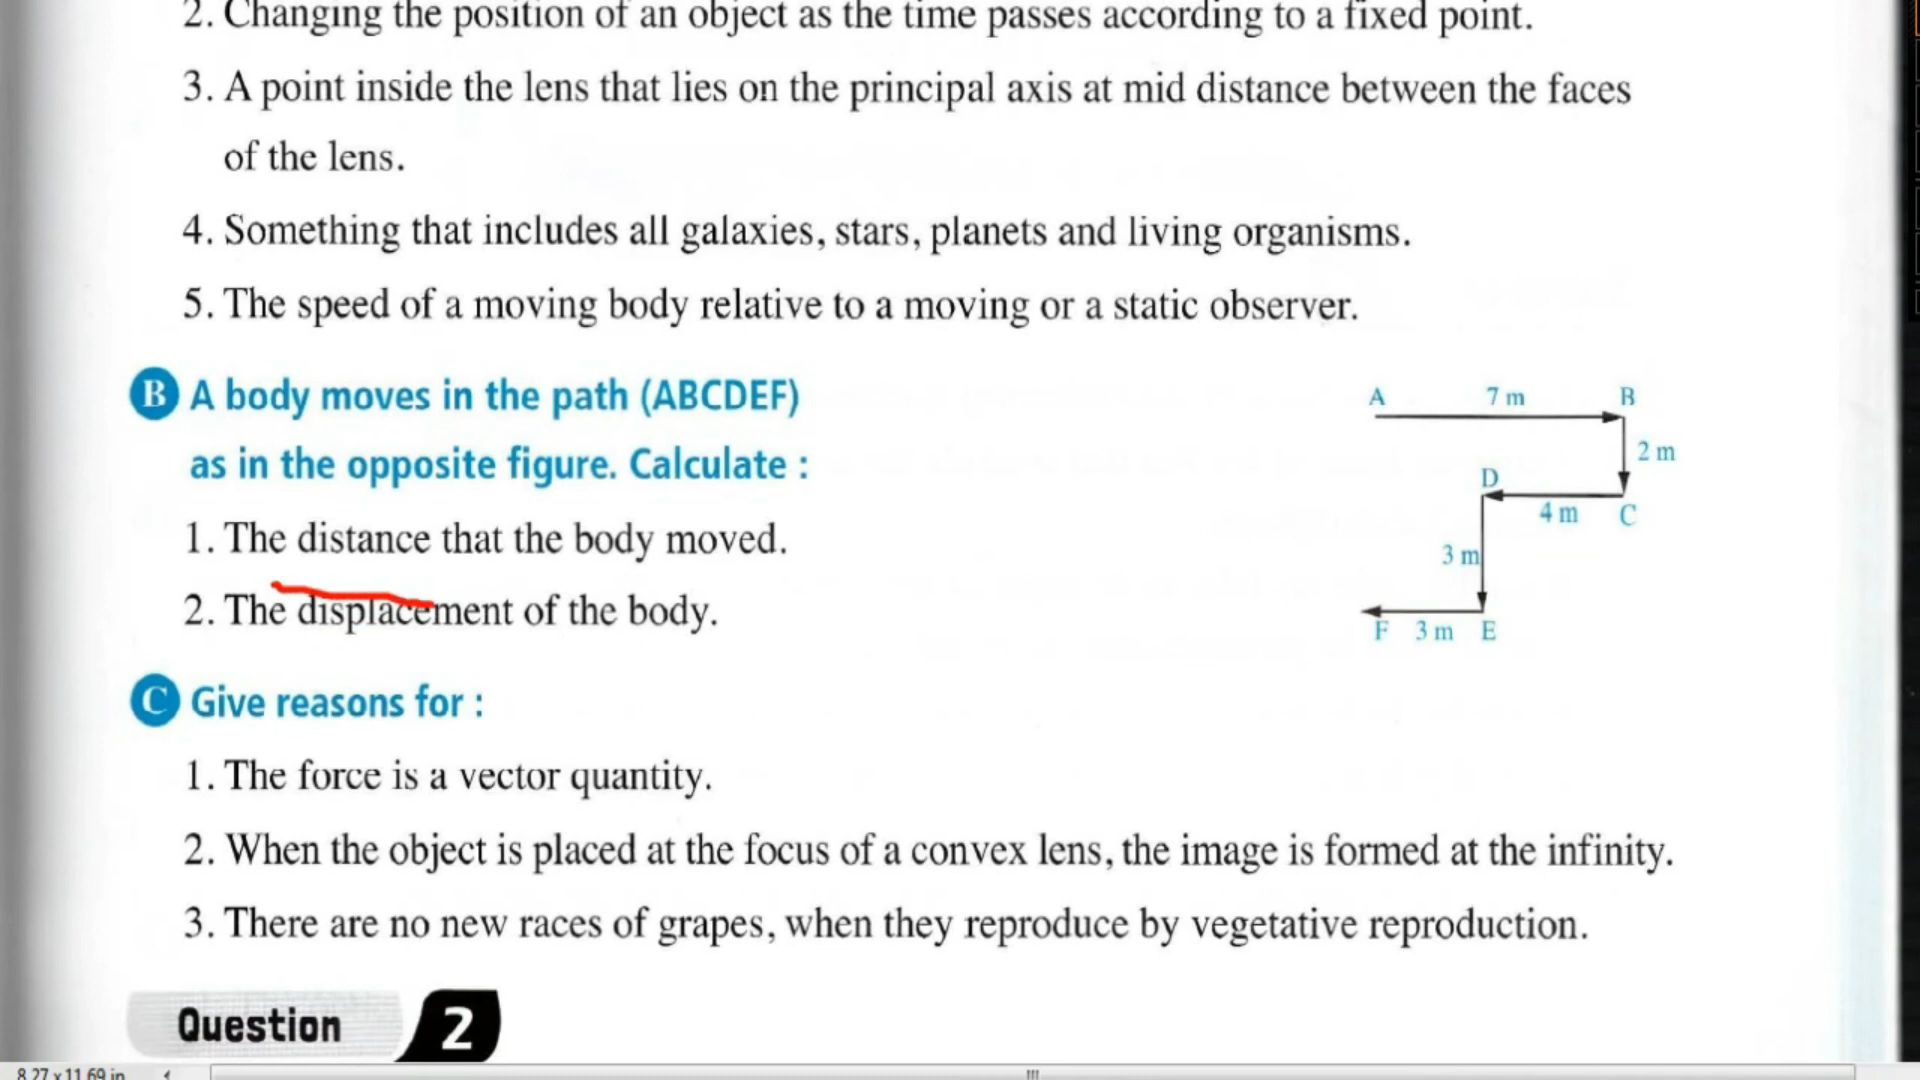 2. Changing the position of an object as the time passes according to a fixed point.
3. A point inside the lens that lies on the principal axis at mid distance between the faces
of the lens.
4. Something that includes all galaxies, stars, planets and living organisms.
5. The speed of a moving body relative to a moving or a static observer.
B A body moves in the path (ABCDEF)
as in the opposite figure. Calculate :
1. The distance that the body moved.
2. The displacement of the body.
A 7 m B
2 m
D
4 m C
3 m
F 3 m E
C Give reasons for :
1. The force is a vector quantity.
2. When the object is placed at the focus of a convex lens, the image is formed at the infinity.
3. There are no new races of grapes, when they reproduce by vegetative reproduction.
Question 2
8.27 x 11.69 in